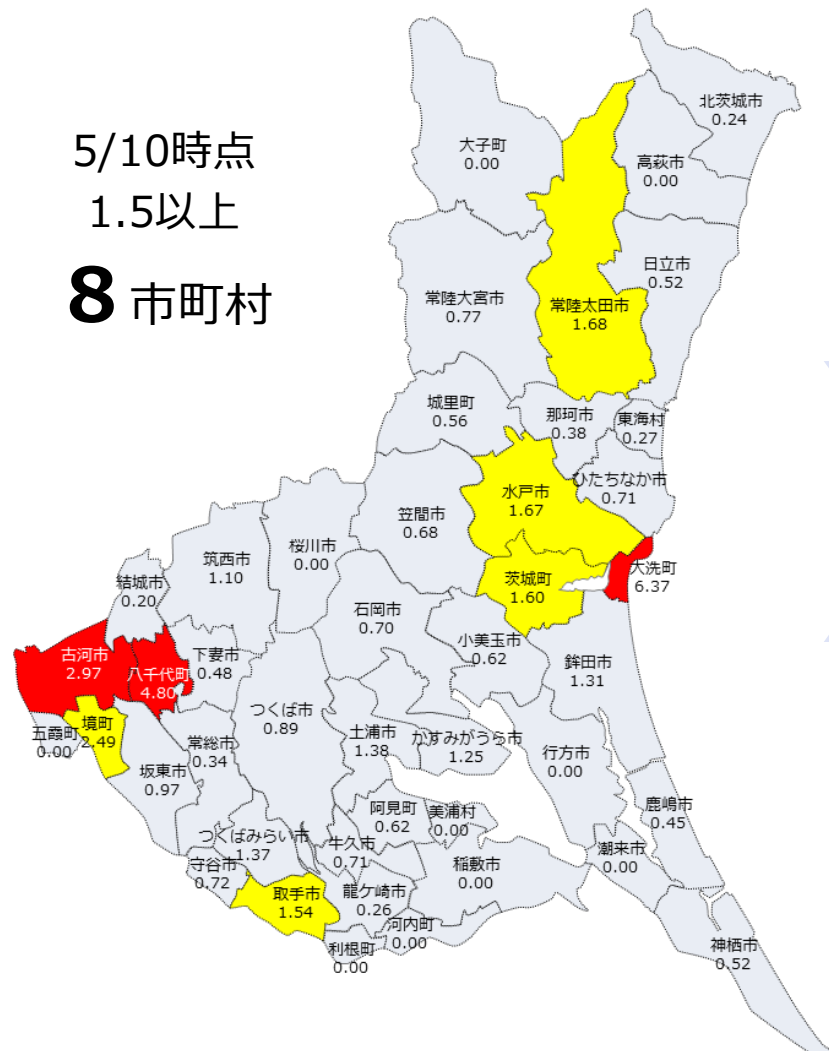 5/10時点
1.5以上
8 市町村
北茨城市
0.24
大子町
0.00
高萩市
0.00
日立市
0.52
常陸大宮市
0.77
常陸太田市
1.68
城里町
0.56
那珂市
0.38
東海村
0.27
ひたちなか市
0.71
水戸市
1.67
笠間市
0.68
桜川市
0.00
筑西市
1.10
結城市
0.20
茨城町
1.60
大洗町
6.37
石岡市
0.70
小美玉市
0.62
鉾田市
1.31
古河市
2.97
八千代町
4.80
下妻市
0.48
つくば市
0.89
土浦市
1.38
かすみがうら市
1.25
行方市
0.00
五霞町
0.00
境町
2.49
坂東市
0.97
常総市
0.34
鹿嶋市
0.45
阿見町
0.62
美浦村
0.00
つくばみらい市
1.37
牛久市
0.71
稲敷市
0.00
潮来市
0.00
守谷市
0.72
取手市
1.54
龍ケ崎市
0.26
河内町
0.00
利根町
0.00
神栖市
0.52